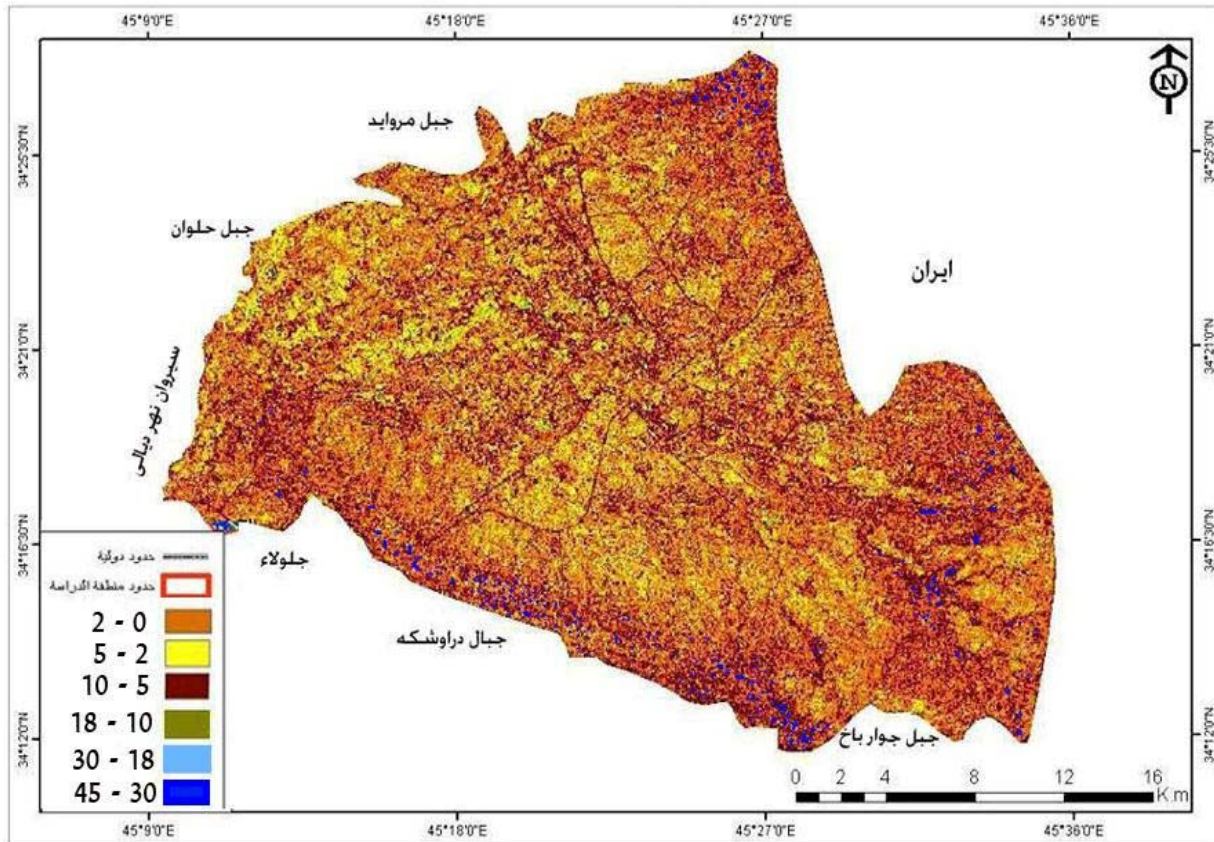 45°9'0"E 45°18'0"E 45°27'0"E 45°36'0"E
N
جبل مرواید
34°25'30"N 34°25'30"N
جبل حلوان
ایران
34°21'0"N 34°21'0"N
سیروان نهر دیالی
34°16'30"N 34°16'30"N
جلولاء
حدود دولية
حدود منطقة الدراسة
2 - 0
5 - 2
10 - 5
18 - 10
30 - 18
45 - 30
جبال دراوشكه
34°12'0"N 34°12'0"N
جبل جوار باخ
0 2 4 8 12 16
K.m
45°9'0"E 45°18'0"E 45°27'0"E 45°36'0"E